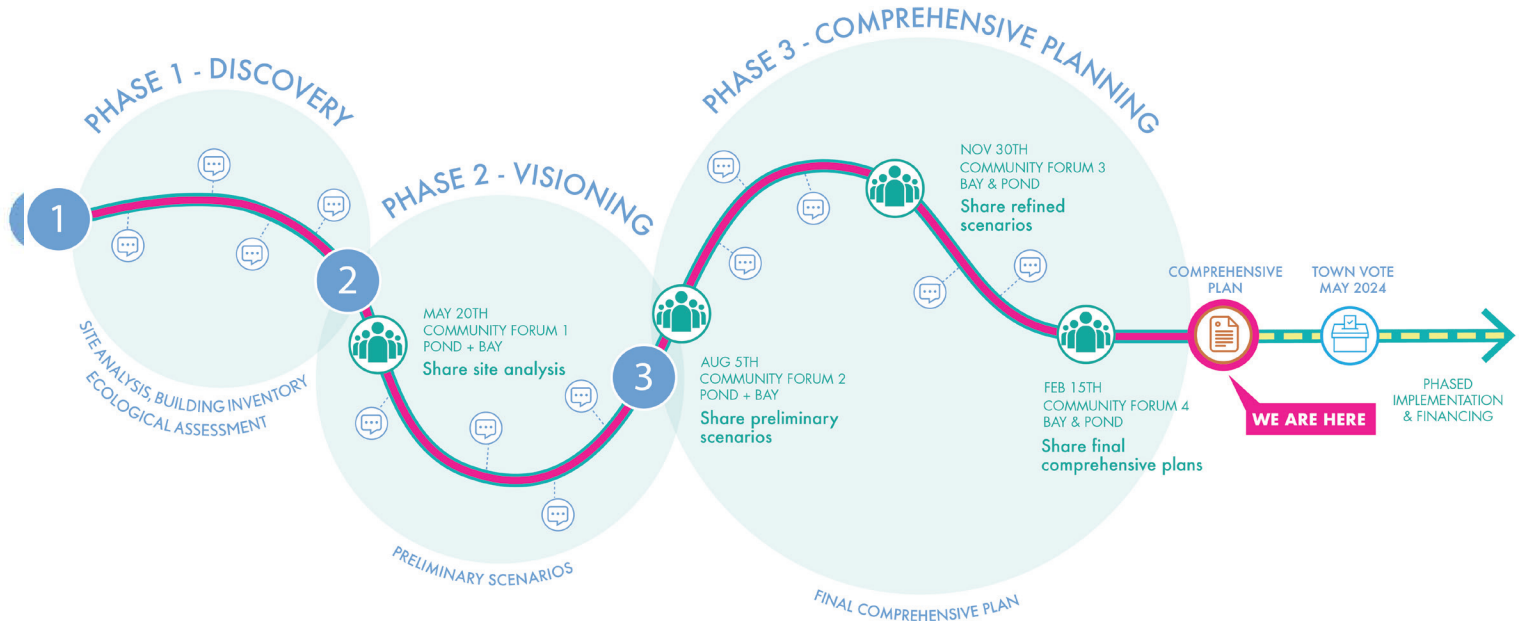 PHASE 1 - DISCOVERY
1
SITE ANALYSIS, BUILDING INVENTORY
ECOLOGICAL ASSESSMENT
PHASE 2 - VISIONING
2
MAY 20TH
COMMUNITY FORUM 1
POND + BAY
Share site analysis
PRELIMINARY SCENARIOS
PHASE 3 - COMPREHENSIVE PLANNING
3
AUG 5TH
COMMUNITY FORUM 2
POND + BAY
Share preliminary
scenarios
NOV 30TH
COMMUNITY FORUM 3
BAY & POND
Share refined
scenarios
FEB 15TH
COMMUNITY FORUM 4
BAY & POND
Share final
comprehensive plans
FINAL COMPREHENSIVE PLAN
COMPREHENSIVE
PLAN
WE ARE HERE
TOWN VOTE
MAY 2024
PHASED
IMPLEMENTATION
& FINANCING